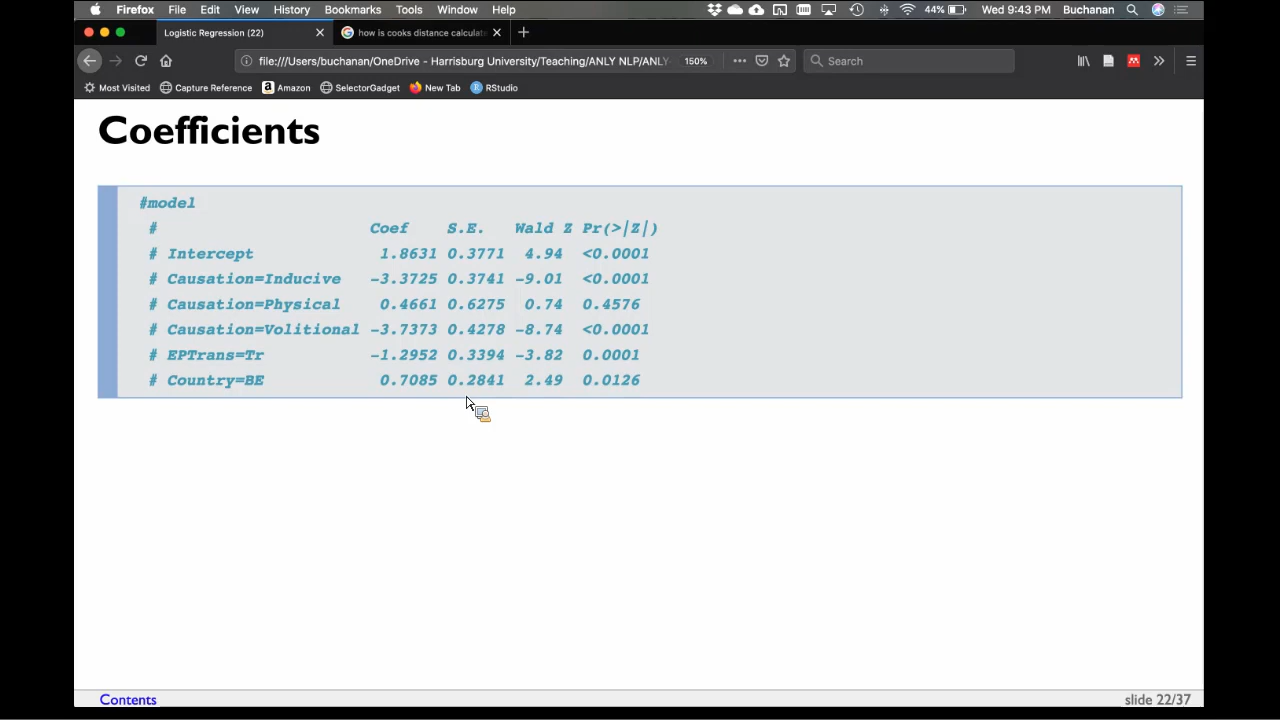 Firefox File Edit View History Bookmarks Tools Window Help 44% Wed 9:43 PM Buchanan
Logistic Regression (22) how is cooks distance calculate
file:///Users/buchanan/OneDrive - Harrisburg University/Teaching/ANLY NLP/ANLY 150% Search
Most Visited Capture Reference Amazon SelectorGadget New Tab RStudio
Coefficients
#model
# Coef S.E. Wald Z Pr(>|Z|)
# Intercept 1.8631 0.3771 4.94 <0.0001
# Causation=Inducive -3.3725 0.3741 -9.01 <0.0001
# Causation=Physical 0.4661 0.6275 0.74 0.4576
# Causation=Volitional -3.7373 0.4278 -8.74 <0.0001
# EPTrans=Tr -1.2952 0.3394 -3.82 0.0001
# Country=BE 0.7085 0.2841 2.49 0.0126
Contents slide 22/37